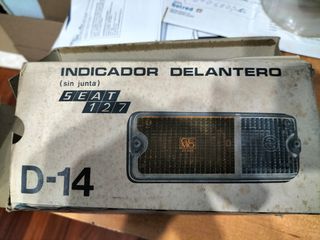 INDICADOR DELANTERO
(sin junta)
SEAT
127
D-14